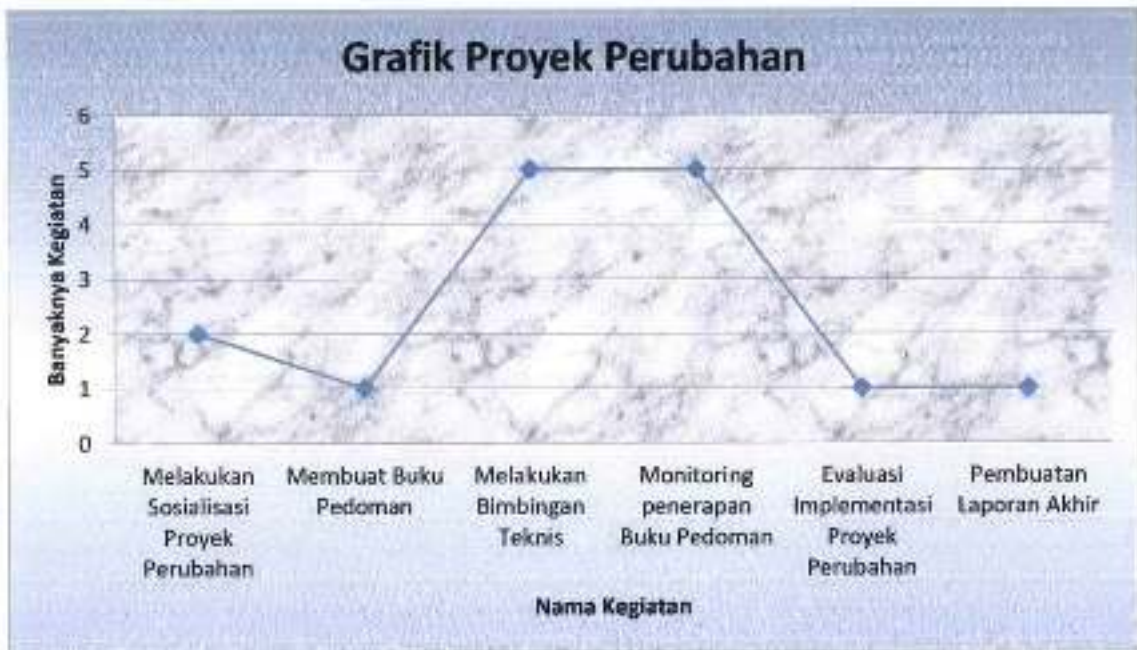 Grafik Proyek Perubahan
Banyaknya Kegiatan
6
5
4
3
2
1
0
Melakukan
Sosialisasi
Proyek
Perubahan
Membuat Buku
Pedoman
Melakukan
Bimbingan
Teknis
Monitoring
penerapan
Buku Pedoman
Evaluasi
Implementasi
Proyek
Perubahan
Pembuatan
Laporan Akhir
Nama Kegiatan